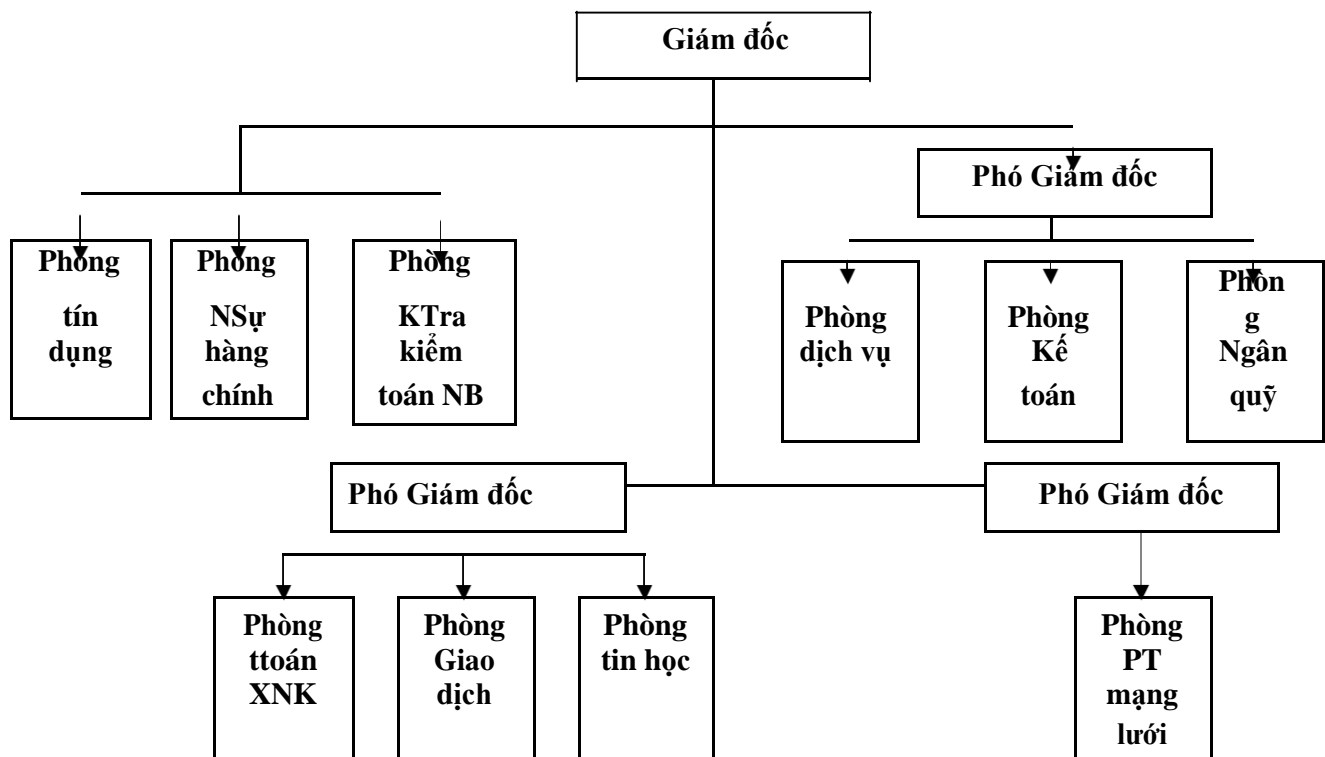 Giám đốc
Phó Giám đốc
Phòng
tín
dụng
Phòng
NSự
hàng
chính
Phòng
KTra
kiểm
toán NB
Phòng
dịch vụ
Phòng
Kế
toán
Phòn
g
Ngân
quỹ
Phó Giám đốc
Phó Giám đốc
Phòng
ttoán
XNK
Phòng
Giao
dịch
Phòng
tin học
Phòng
PT
mạng
lưới